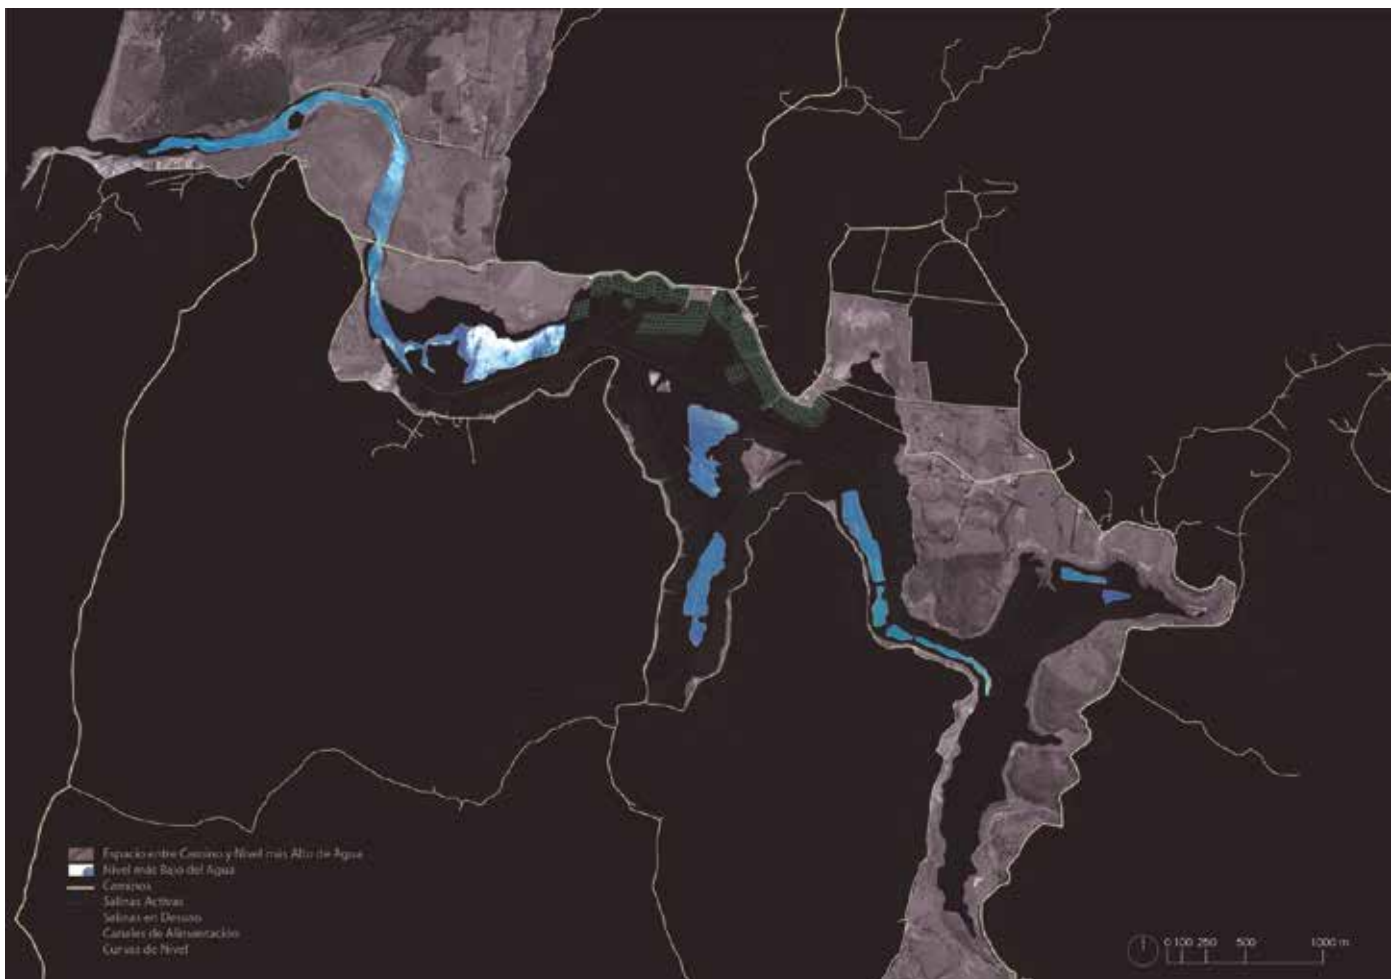 Espacio entre Camino y Nivel más Alto de Agua
Nivel más Bajo del Agua
Caminos
Salinas Activas
Salinas en Desuso
Canales de Alimentación
Curvas de Nivel
0 100 250 500 1000 m